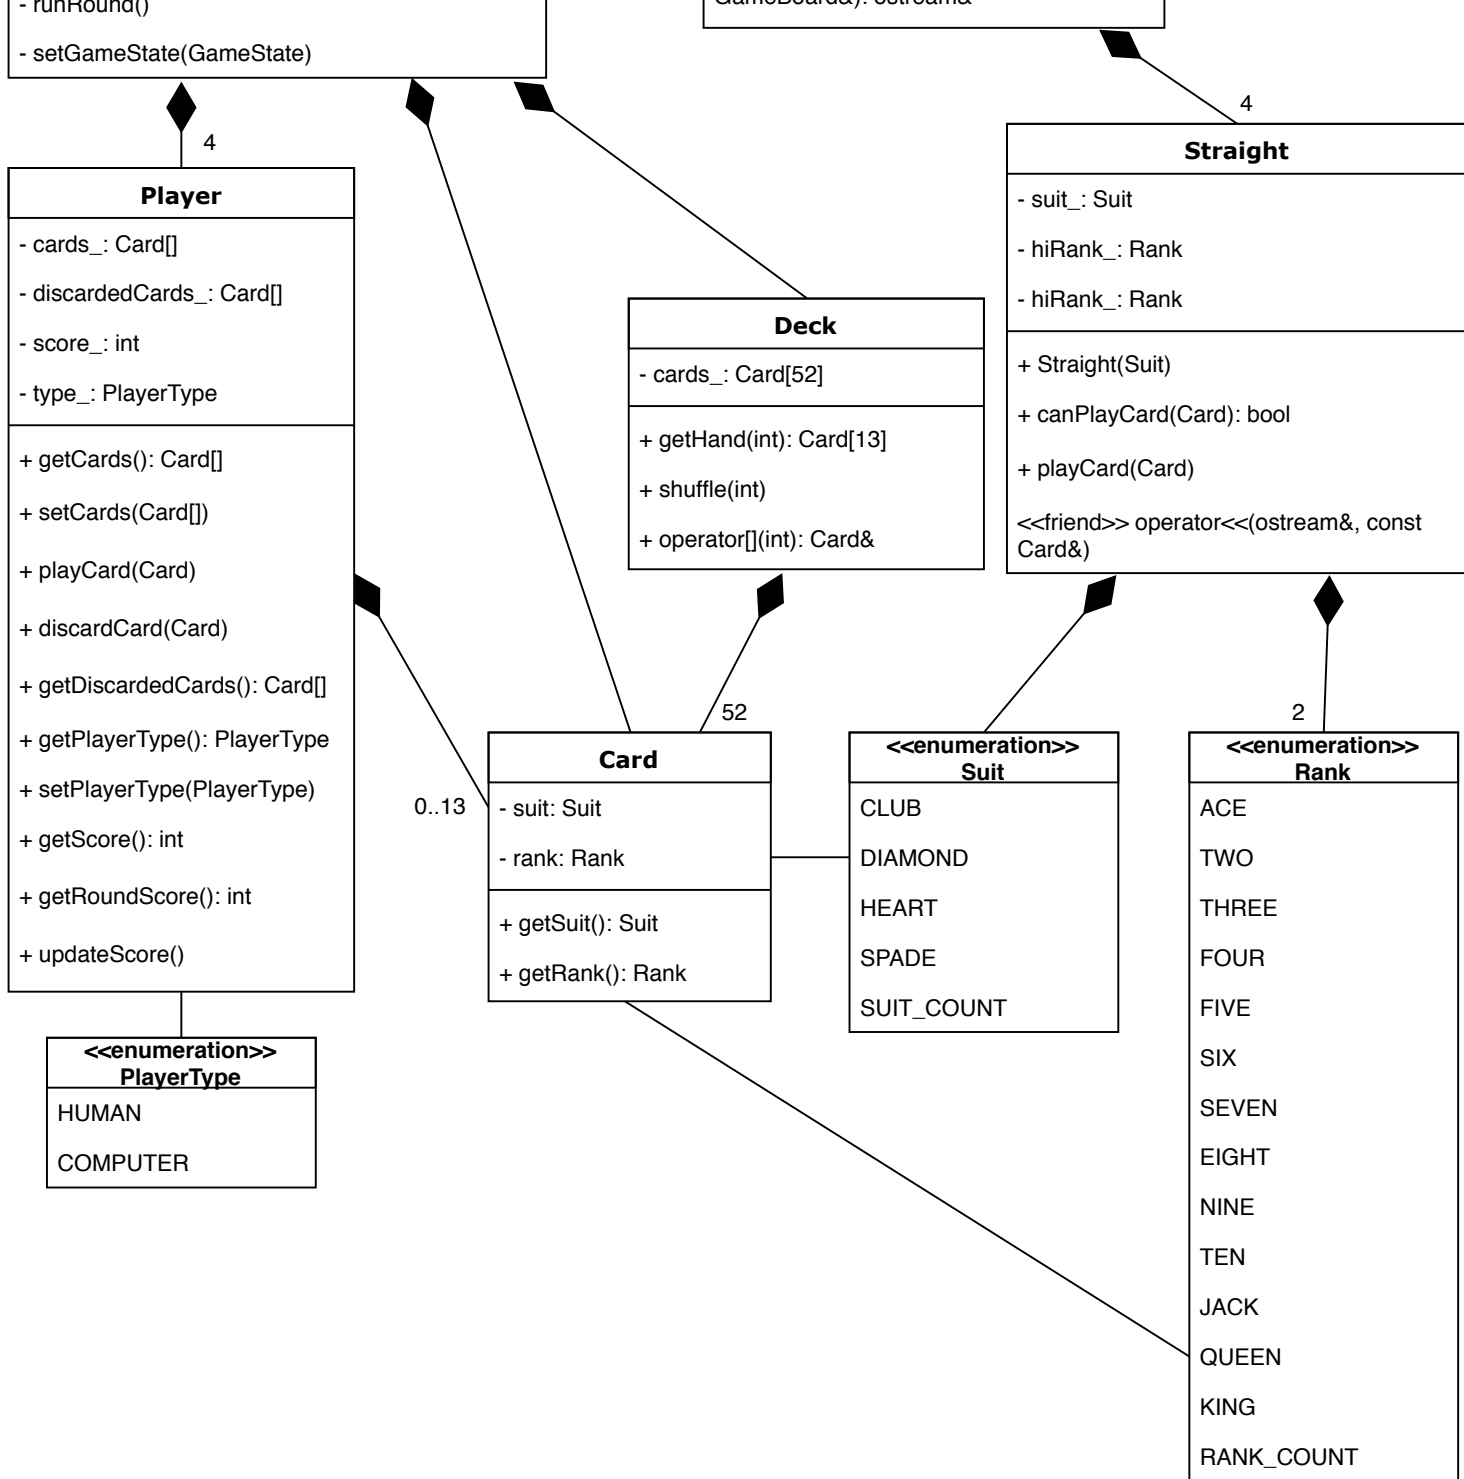 - runRound()
- setGameState(GameState)
GameBoard&): ostream&
4
4
Player
- cards_: Card[]
- discardedCards_: Card[]
- score_: int
- type_: PlayerType
+ getCards(): Card[]
+ setCards(Card[])
+ playCard(Card)
+ discardCard(Card)
+ getDiscardedCards(): Card[]
+ getPlayerType(): PlayerType
+ setPlayerType(PlayerType)
+ getScore(): int
+ getRoundScore(): int
+ updateScore()
Deck
- cards_: Card[52]
+ getHand(int): Card[13]
+ shuffle(int)
+ operator[](int): Card&
Straight
- suit_: Suit
- hiRank_: Rank
- hiRank_: Rank
+ Straight(Suit)
+ canPlayCard(Card): bool
+ playCard(Card)
<<friend>> operator<<(ostream&, const
Card&)
0..13
52
2
Card
- suit: Suit
- rank: Rank
+ getSuit(): Suit
+ getRank(): Rank
<<enumeration>>
Suit
CLUB
DIAMOND
HEART
SPADE
SUIT_COUNT
<<enumeration>>
Rank
ACE
TWO
THREE
FOUR
FIVE
SIX
SEVEN
EIGHT
NINE
TEN
JACK
QUEEN
KING
RANK_COUNT
<<enumeration>>
PlayerType
HUMAN
COMPUTER